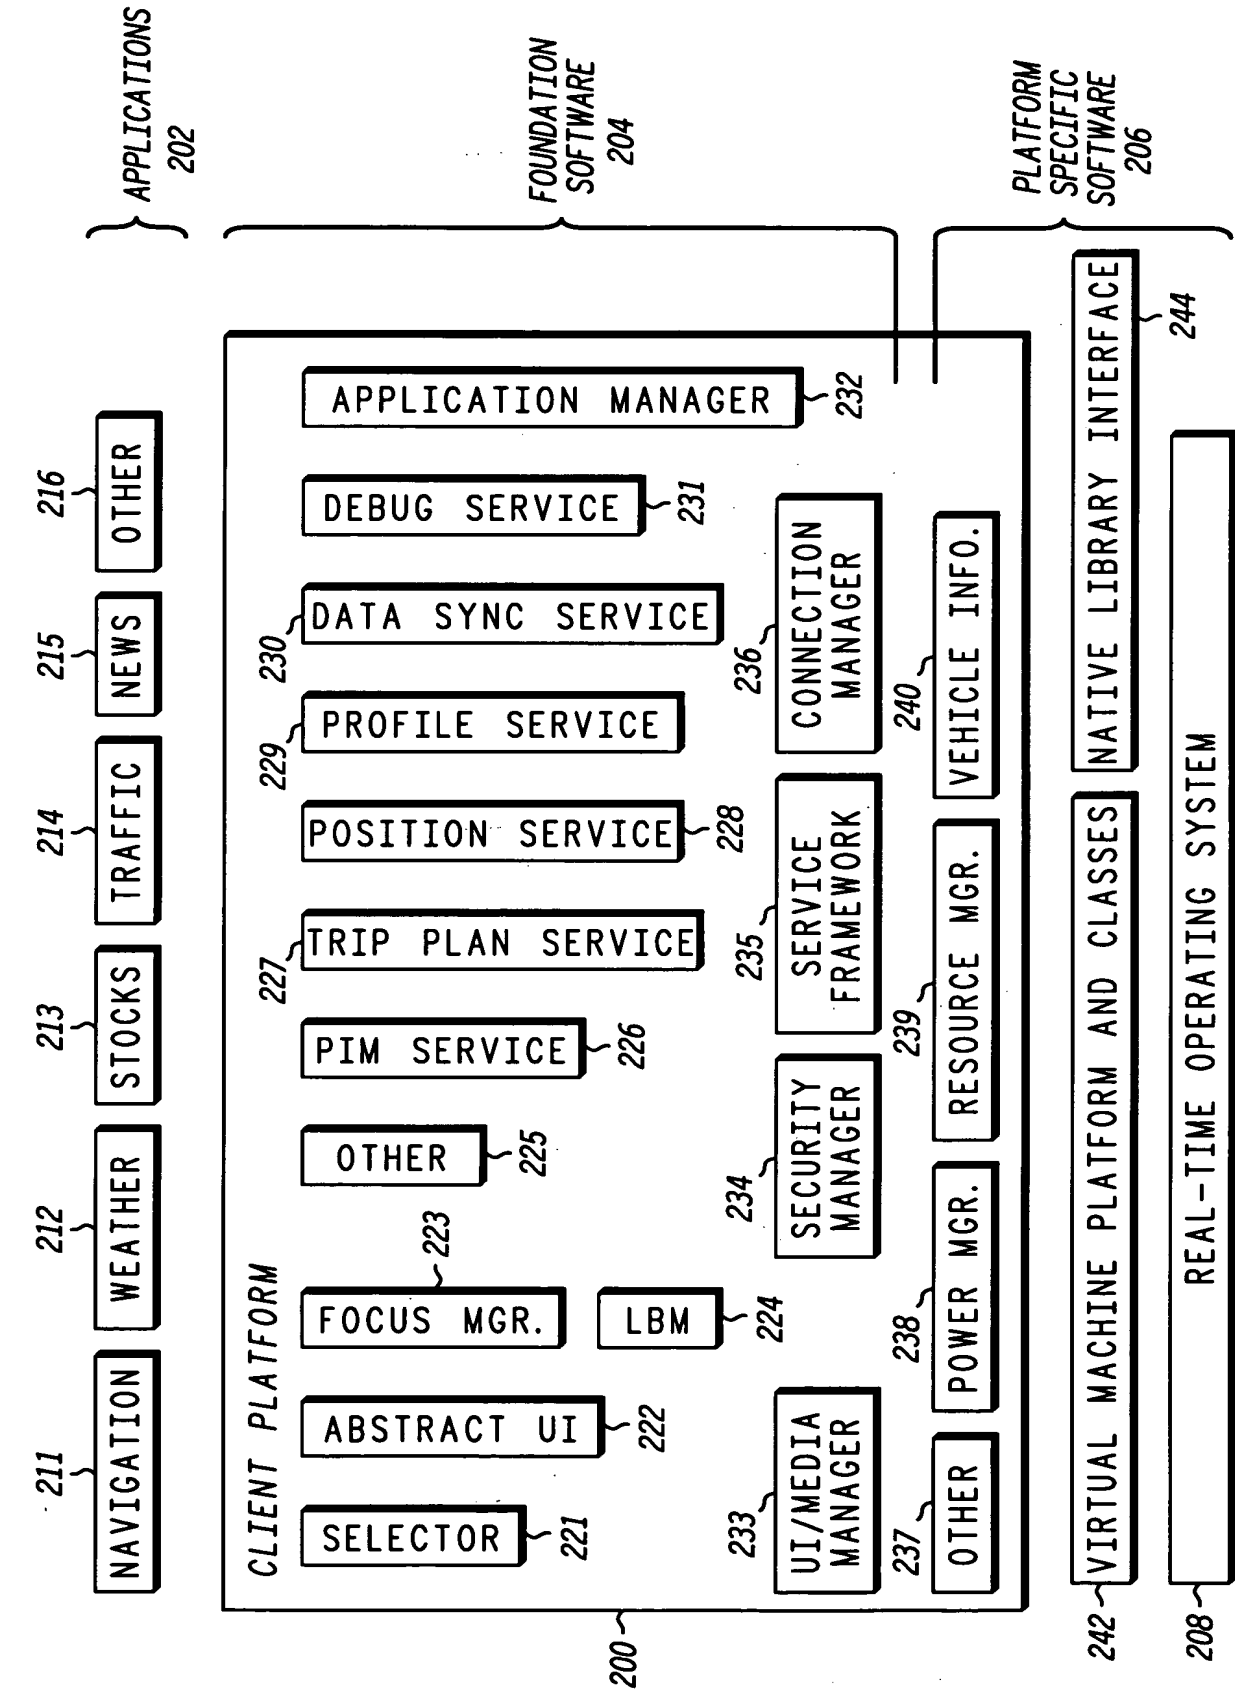 211
212
213
214
215
216
NAVIGATION
WEATHER
STOCKS
TRAFFIC
NEWS
OTHER
APPLICATIONS
202
CLIENT PLATFORM
SELECTOR
221
ABSTRACT UI
222
FOCUS MGR.
223
LBM
224
OTHER
225
PIM SERVICE
226
227
TRIP PLAN SERVICE
POSITION SERVICE
228
229
PROFILE SERVICE
230
DATA SYNC SERVICE
DEBUG SERVICE
231
APPLICATION MANAGER
232
FOUNDATION
SOFTWARE
204
200
233
UI/MEDIA
MANAGER
234
SECURITY
MANAGER
235
SERVICE
FRAMEWORK
236
CONNECTION
MANAGER
237
OTHER
238
POWER MGR.
239
RESOURCE MGR.
240
VEHICLE INFO.
PLATFORM
SPECIFIC
SOFTWARE
206
242
VIRTUAL MACHINE PLATFORM AND CLASSES
NATIVE LIBRARY INTERFACE
244
208
REAL-TIME OPERATING SYSTEM